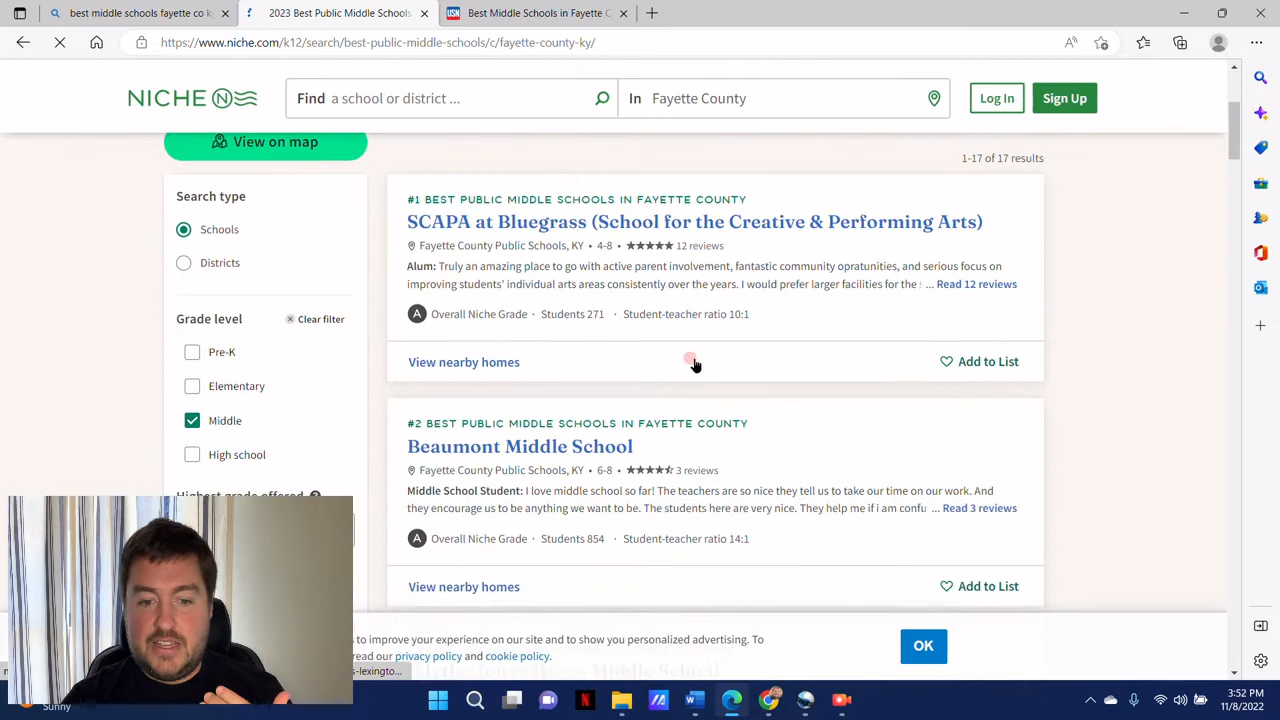 best middle schools fayette co k
2023 Best Public Middle Schools
USN
Best Middle Schools in Fayette C
https://www.niche.com/k12/search/best-public-middle-schools/c/fayette-county-ky/
NICHE N
Find a school or district ...
In Fayette County
Log In
Sign Up
View on map
1-17 of 17 results
Search type
Schools
Districts
Grade level
Clear filter
Pre-K
Elementary
Middle
High school
Highest grade offered
#1 BEST PUBLIC MIDDLE SCHOOLS IN FAYETTE COUNTY
SCAPA at Bluegrass (School for the Creative & Performing Arts)
Fayette County Public Schools, KY • 4-8 • ★★★★★ 12 reviews
Alum: Truly an amazing place to go with active parent involvement, fantastic community opratunities, and serious focus on
improving students' individual arts areas consistently over the years. I would prefer larger facilities for the ... Read 12 reviews
A Overall Niche Grade · Students 271 · Student-teacher ratio 10:1
View nearby homes
Add to List
#2 BEST PUBLIC MIDDLE SCHOOLS IN FAYETTE COUNTY
Beaumont Middle School
Fayette County Public Schools, KY • 6-8 • 3 reviews
Middle School Student: I love middle school so far! The teachers are so nice they tell us to take our time on our work. And
they encourage us to be anything we want to be. The students here are very nice. They help me if i am confu ... Read 3 reviews
A Overall Niche Grade · Students 854 · Student-teacher ratio 14:1
View nearby homes
Add to List
to improve your experience on our site and to show you personalized advertising. To
read our privacy policy and cookie policy.
OK
s-lexington...
Sunny
3:52 PM
11/8/2022